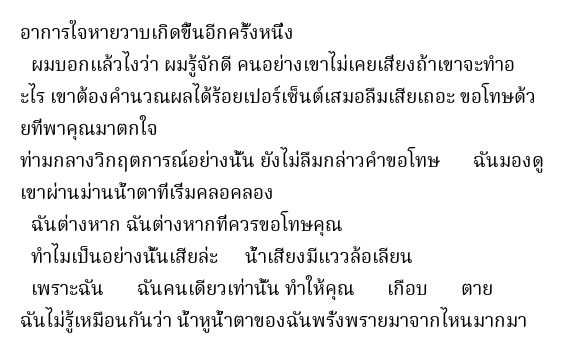 อาการใจหายวาบเกิดขึ้นอีกครั้งหนึ่ง
ผมบอกแล้วไงว่า ผมรู้จักดี คนอย่างเขาไม่เคยเสี่ยงถ้าเขาจะทำอ
ะไร เขาต้องคำนวณผลได้ร้อยเปอร์เซ็นต์เสมอลืมเสียเถอะ ขอโทษด้ว
ยที่พาคุณมาตกใจ
ท่ามกลางวิกฤตการณ์อย่างนั้น ยังไม่ลืมกล่าวคำขอโทษ ฉันมองดู
เขาผ่านม่านน้ำตาที่เริ่มคลอคลอง
ฉันต่างหาก ฉันต่างหากที่ควรขอโทษคุณ
ทำไมเป็นอย่างนั้นเสียล่ะ น้ำเสียงมีแววล้อเลียน
เพราะฉัน ฉันคนเดียวเท่านั้น ทำให้คุณ เกือบ ตาย
ฉันไม่รู้เหมือนกันว่า น้ำหูน้ำตาของฉันพรั่งพรายมาจากไหนมากมา